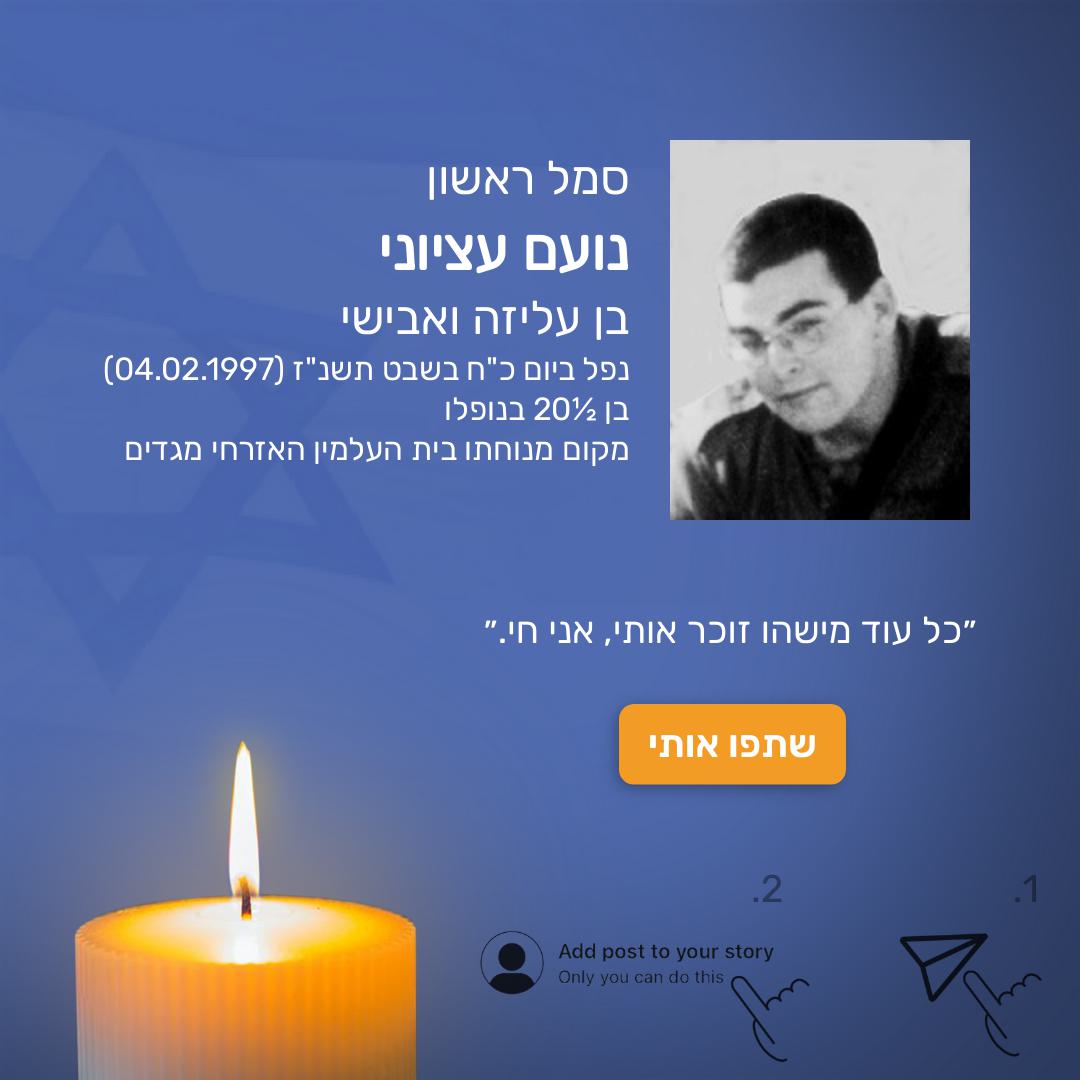 סמל ראשון
נועם עציוני
בן עליזה ואבישי
נפל ביום כ"ח בשבט תשנ"ז (04.02.1997)
בן 20½ בנופלו
מקום מנוחתו בית העלמין האזרחי מגדים
״כל עוד מישהו זוכר אותי, אני חי.״
שתפו אותי
.1
.2
Add post to your story
Only you can do this